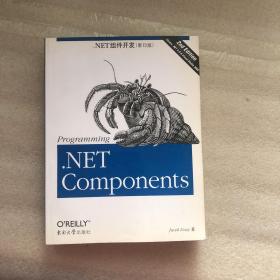 .NET组件开发(影印版)
2nd Edition
Programming
.NET
Components
O'REILLY™
东南大学出版社
Juval Löwy 著